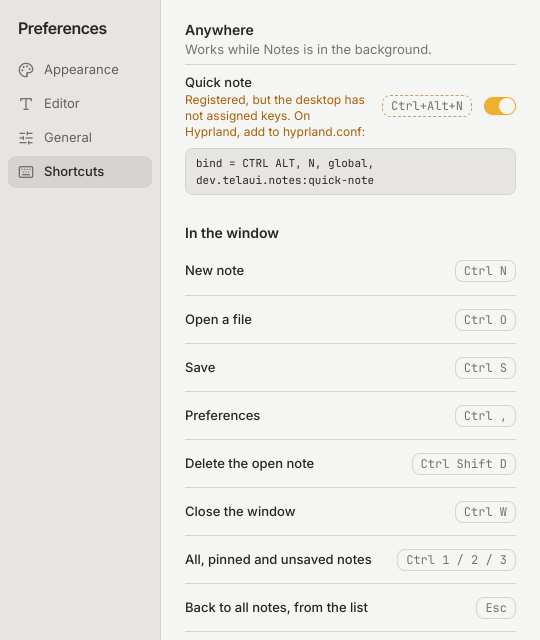 Preferences
Appearance
Editor
General
Shortcuts
Anywhere
Works while Notes is in the background.
Quick note
Registered, but the desktop has
not assigned keys. On
Hyprland, add to hyprland.conf:
Ctrl+Alt+N
bind = CTRL ALT, N, global,
dev.telaui.notes:quick-note
In the window
New note
Ctrl N
Open a file
Ctrl O
Save
Ctrl S
Preferences
Ctrl ,
Delete the open note
Ctrl Shift D
Close the window
Ctrl W
All, pinned and unsaved notes
Ctrl 1 / 2 / 3
Back to all notes, from the list
Esc